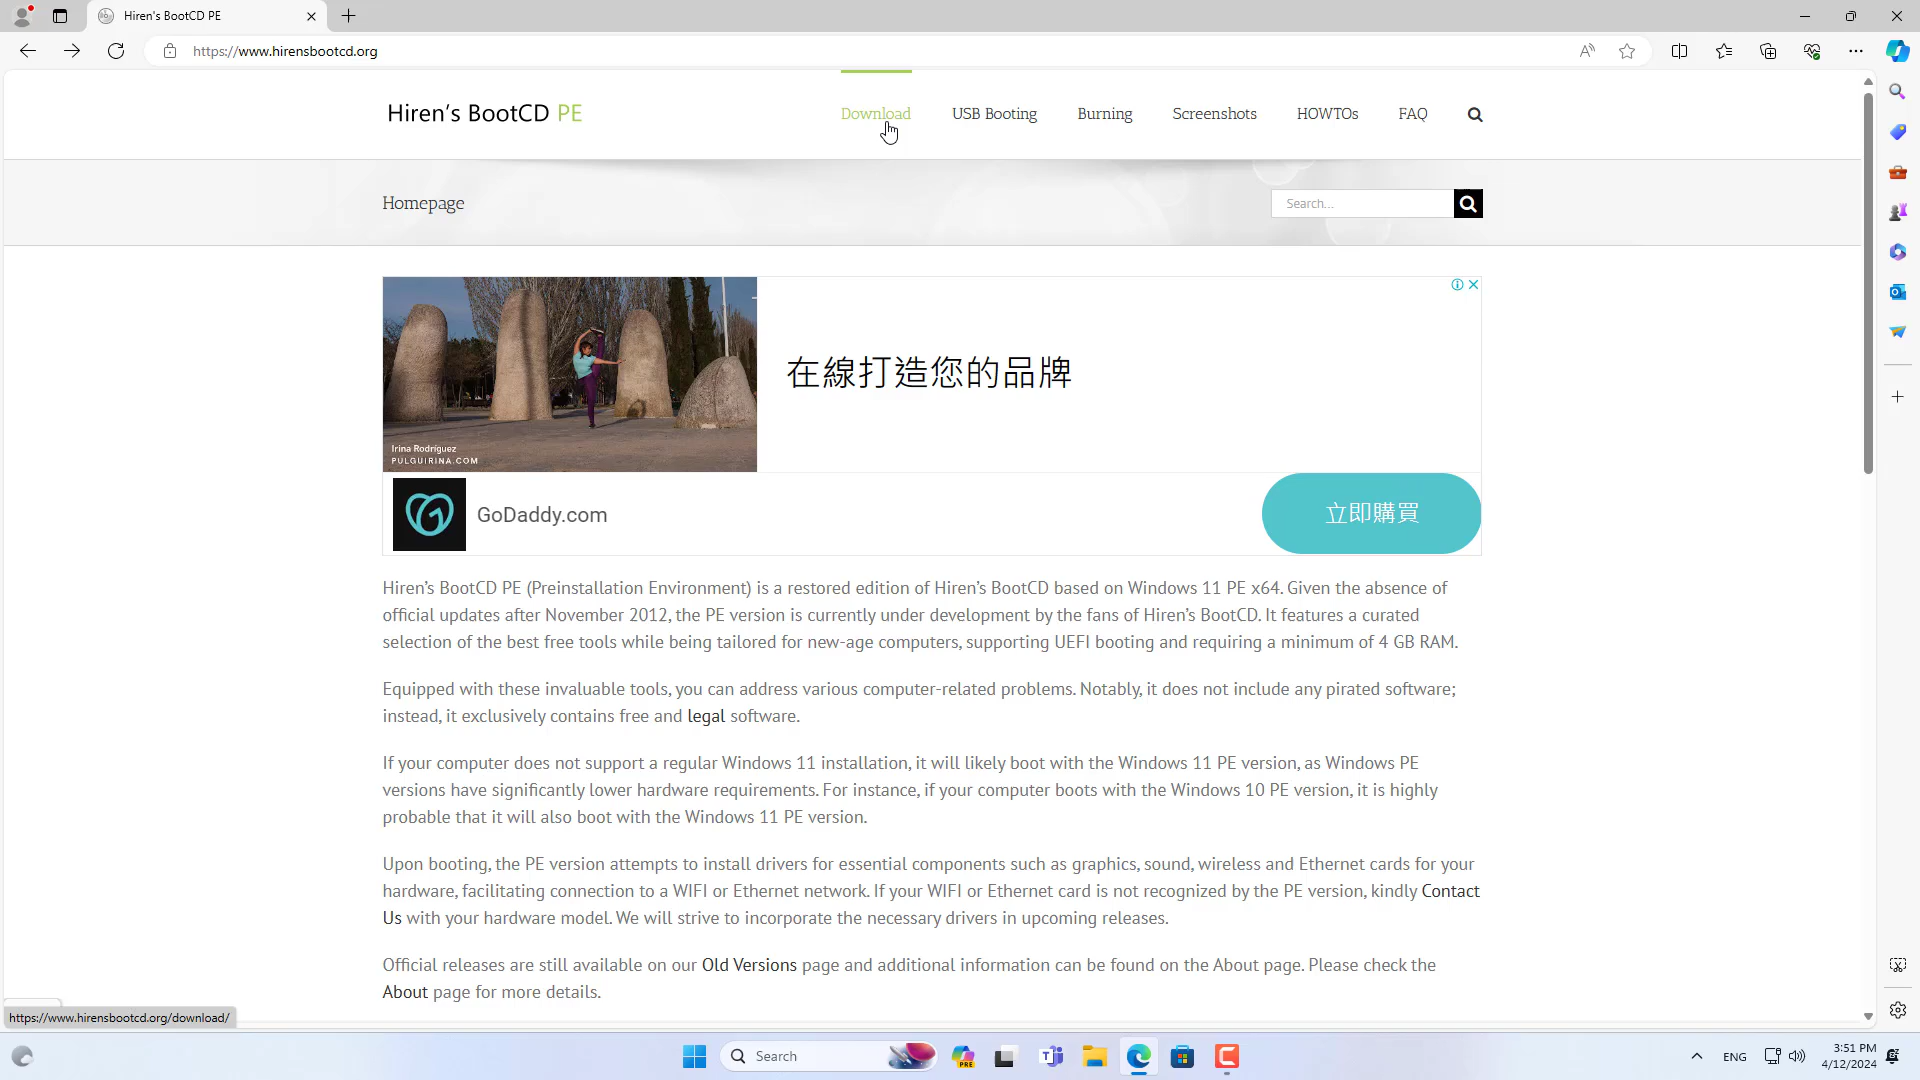 Hiren's BootCD PE
https://www.hirensbootcd.org
Hiren's BootCD PE
Download
USB Booting
Burning
Screenshots
HOWTOs
FAQ
Homepage
Search...
在線打造您的品牌
Irina Rodríguez
PULGUIRINA.COM
GoDaddy.com
立即購買
Hiren’s BootCD PE (Preinstallation Environment) is a restored edition of Hiren’s BootCD based on Windows 11 PE x64. Given the absence of
official updates after November 2012, the PE version is currently under development by the fans of Hiren’s BootCD. It features a curated
selection of the best free tools while being tailored for new-age computers, supporting UEFI booting and requiring a minimum of 4 GB RAM.
Equipped with these invaluable tools, you can address various computer-related problems. Notably, it does not include any pirated software;
instead, it exclusively contains free and legal software.
If your computer does not support a regular Windows 11 installation, it will likely boot with the Windows 11 PE version, as Windows PE
versions have significantly lower hardware requirements. For instance, if your computer boots with the Windows 10 PE version, it is highly
probable that it will also boot with the Windows 11 PE version.
Upon booting, the PE version attempts to install drivers for essential components such as graphics, sound, wireless and Ethernet cards for your
hardware, facilitating connection to a WIFI or Ethernet network. If your WIFI or Ethernet card is not recognized by the PE version, kindly Contact
Us with your hardware model. We will strive to incorporate the necessary drivers in upcoming releases.
Official releases are still available on our Old Versions page and additional information can be found on the About page. Please check the
About page for more details.
https://www.hirensbootcd.org/download/
Search
PRE
ENG
3:51 PM
4/12/2024